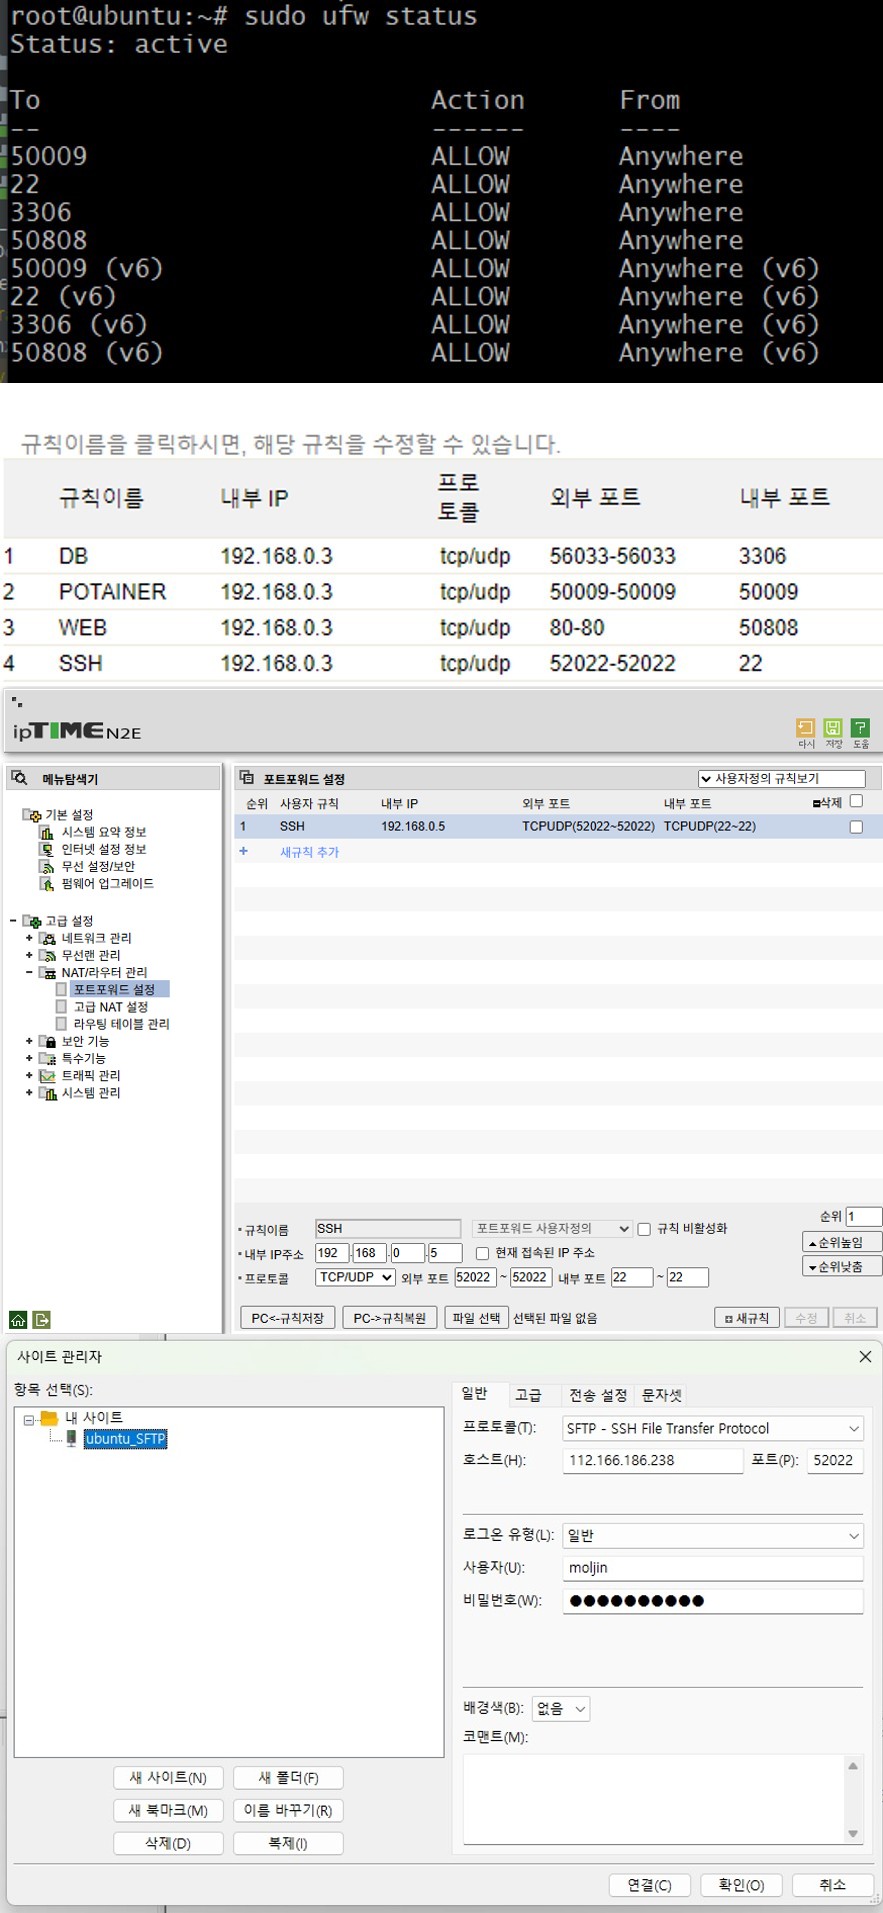 root@ubuntu:~# sudo ufw status
Status: active
To Action From
-- ------ ----
50009 ALLOW Anywhere
22 ALLOW Anywhere
3306 ALLOW Anywhere
50808 ALLOW Anywhere
50009 (v6) ALLOW Anywhere (v6)
22 (v6) ALLOW Anywhere (v6)
3306 (v6) ALLOW Anywhere (v6)
50808 (v6) ALLOW Anywhere (v6)
규칙이름을 클릭하시면, 해당 규칙을 수정할 수 있습니다.
규칙이름 내부 IP 프로토콜 외부 포트 내부 포트
1 DB 192.168.0.3 tcp/udp 56033-56033 3306
2 POTAINER 192.168.0.3 tcp/udp 50009-50009 50009
3 WEB 192.168.0.3 tcp/udp 80-80 50808
4 SSH 192.168.0.3 tcp/udp 52022-52022 22
ipTIME N2E
다시 저장 도움
메뉴탐색기
기본 설정
시스템 요약 정보
인터넷 설정 정보
무선 설정/보안
펌웨어 업그레이드
고급 설정
네트워크 관리
무선랜 관리
NAT/라우터 관리
포트포워드 설정
고급 NAT 설정
라우팅 테이블 관리
보안 기능
특수기능
트래픽 관리
시스템 관리
포트포워드 설정 사용자정의 규칙보기
순위 사용자 규칙 내부 IP 외부 포트 내부 포트 삭제
1 SSH 192.168.0.5 TCPUDP(52022~52022) TCPUDP(22~22)
+ 새규칙 추가
순위 1
규칙이름 SSH 포트포워드 사용자정의 규칙 비활성화
순위높임
내부 IP주소 192 . 168 . 0 . 5 현재 접속된 IP 주소
순위낮춤
프로토콜 TCP/UDP 외부 포트 52022 ~ 52022 내부 포트 22 ~ 22
PC<-규칙저장 PC->규칙복원 파일 선택 선택된 파일 없음 새규칙 수정 취소
사이트 관리자
항목 선택(S):
내 사이트
ubuntu_SFTP
새 사이트(N) 새 폴더(F)
새 북마크(M) 이름 바꾸기(R)
삭제(D) 복제(I)
일반 고급 전송 설정 문자셋
프로토콜(T): SFTP - SSH File Transfer Protocol
호스트(H): 112.166.186.238 포트(P): 52022
로그온 유형(L): 일반
사용자(U): moljin
비밀번호(W): ●●●●●●●●●●
배경색(B): 없음
코맨트(M):
연결(C) 확인(O) 취소